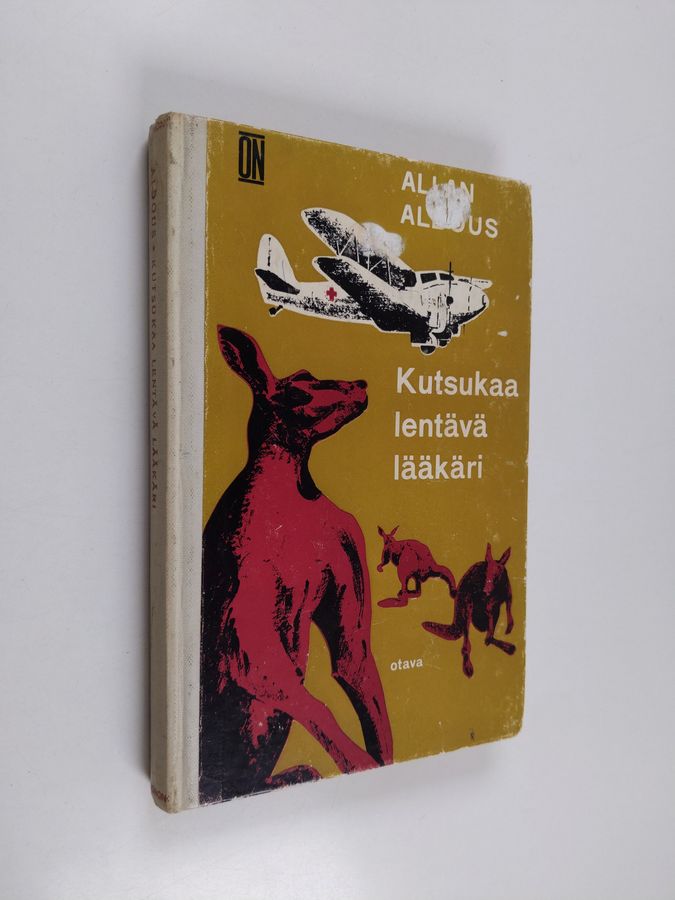 ON
ALLAN
ALDOUS
Kutsukaa
lentävä
lääkäri
otava
ALDOUS • KUTSUKAA LENTÄVÄ LÄÄKÄRI